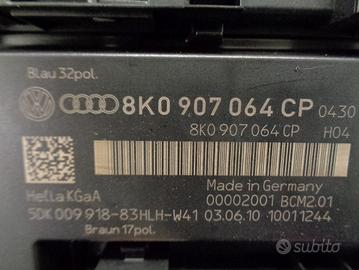 Blau 32pol.
8K0 907 064 CP 0430
8K0 907 064 CP H04
Made in Germany
Hella KGaA 00002001 BCM2.01
5DK 009 918-83HLH-W41 03.06.10 10011244
Braun 17pol.
subito